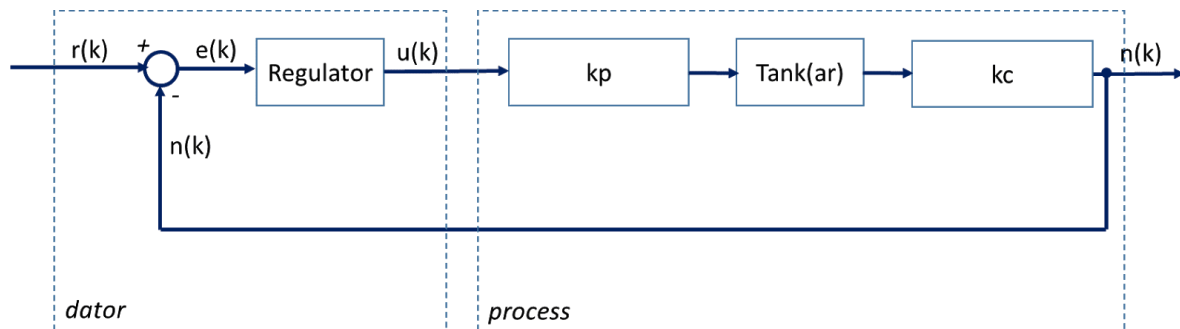 r(k)
+
e(k)
Regulator
u(k)
kp
Tank(ar)
kc
n(k)
-
n(k)
dator
process